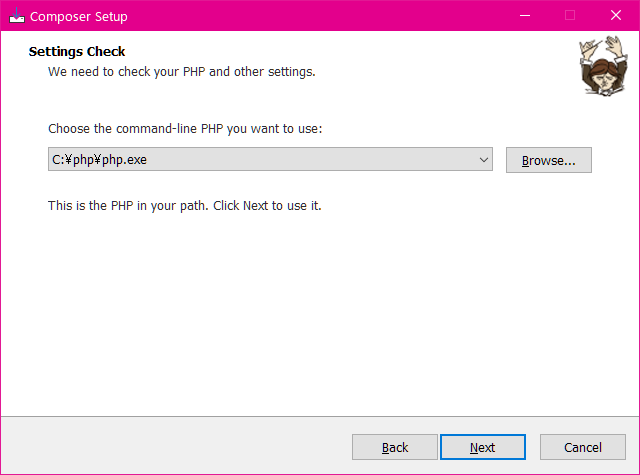 Composer Setup
Settings Check
We need to check your PHP and other settings.
Choose the command-line PHP you want to use:
C:¥php¥php.exe
Browse...
This is the PHP in your path. Click Next to use it.
Back
Next
Cancel